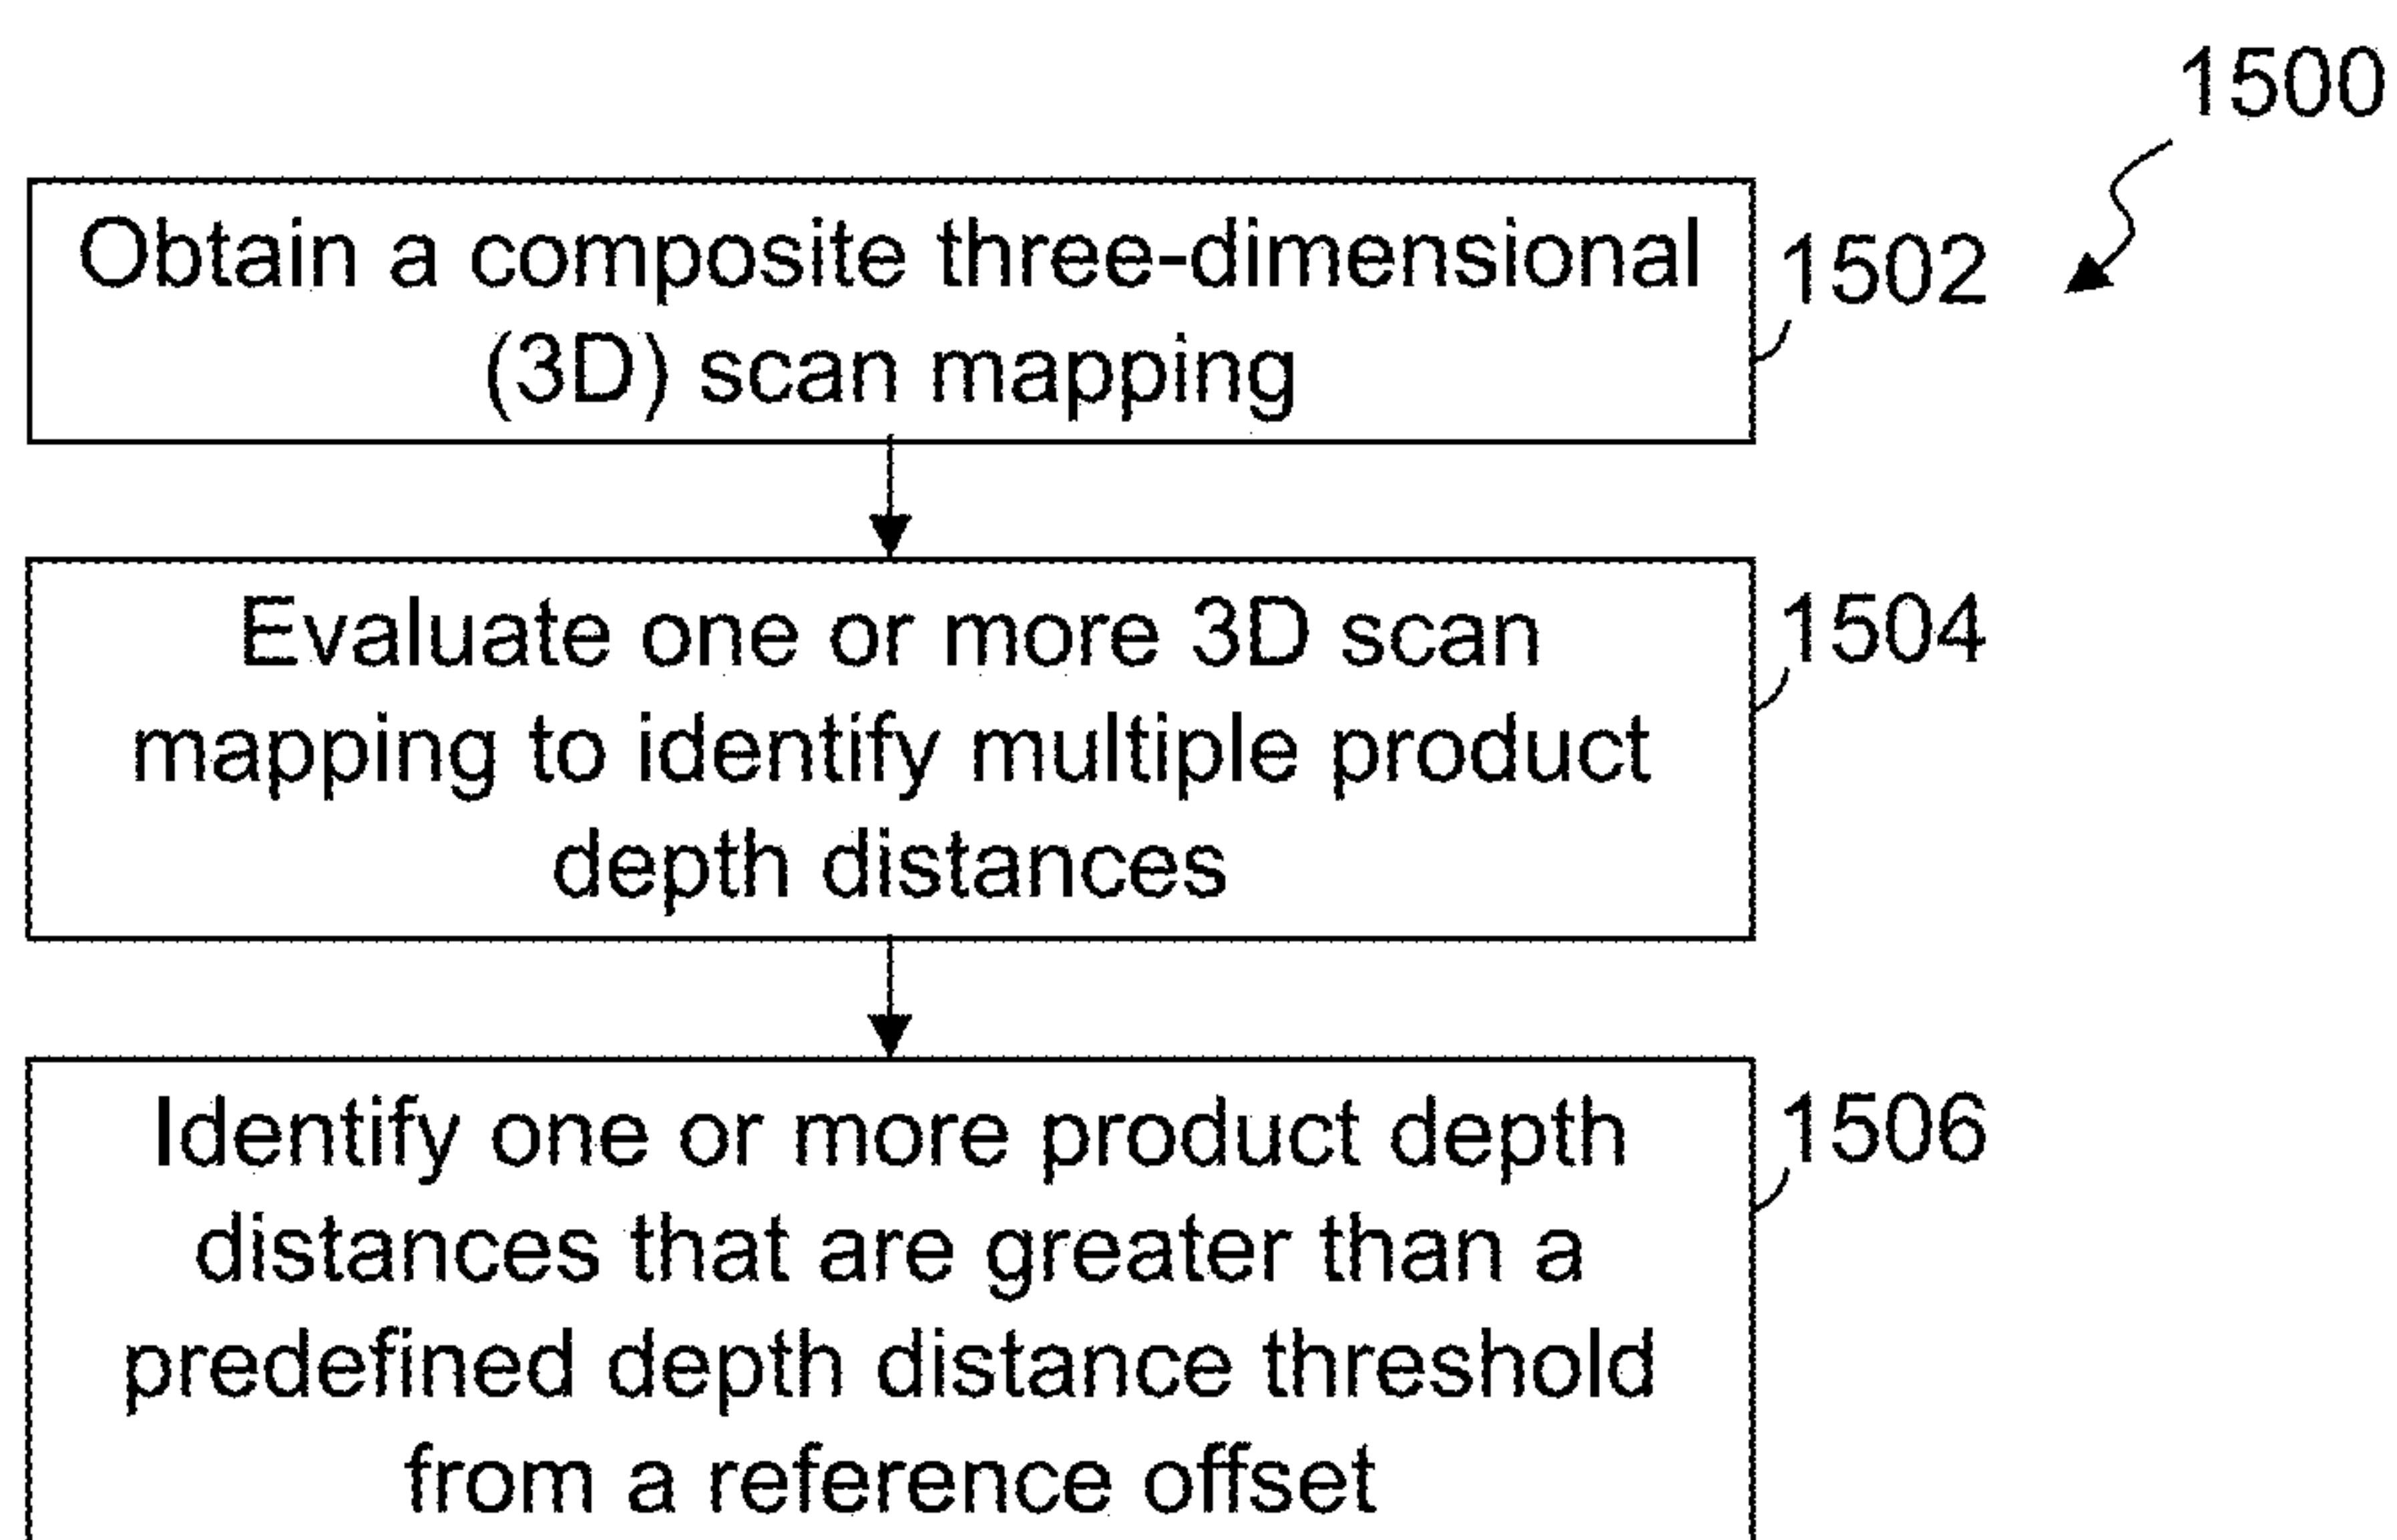 1500
Obtain a composite three-dimensional
(3D) scan mapping
1502
Evaluate one or more 3D scan
mapping to identify multiple product
depth distances
1504
Identify one or more product depth
distances that are greater than a
predefined depth distance threshold
from a reference offset
1506